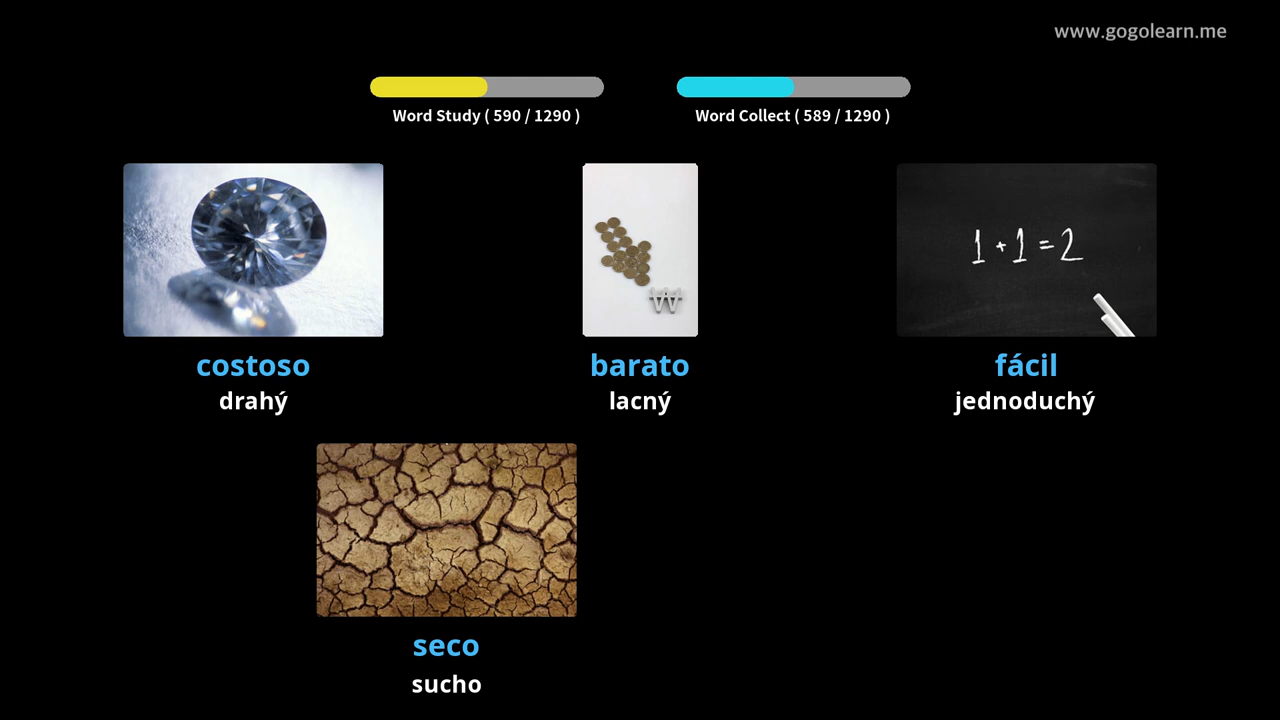 www.gogolearn.me
Word Study ( 590 / 1290 )
Word Collect ( 589 / 1290 )
₩
1 + 1 = 2
costoso
barato
fácil
drahý
lacný
jednoduchý
seco
sucho